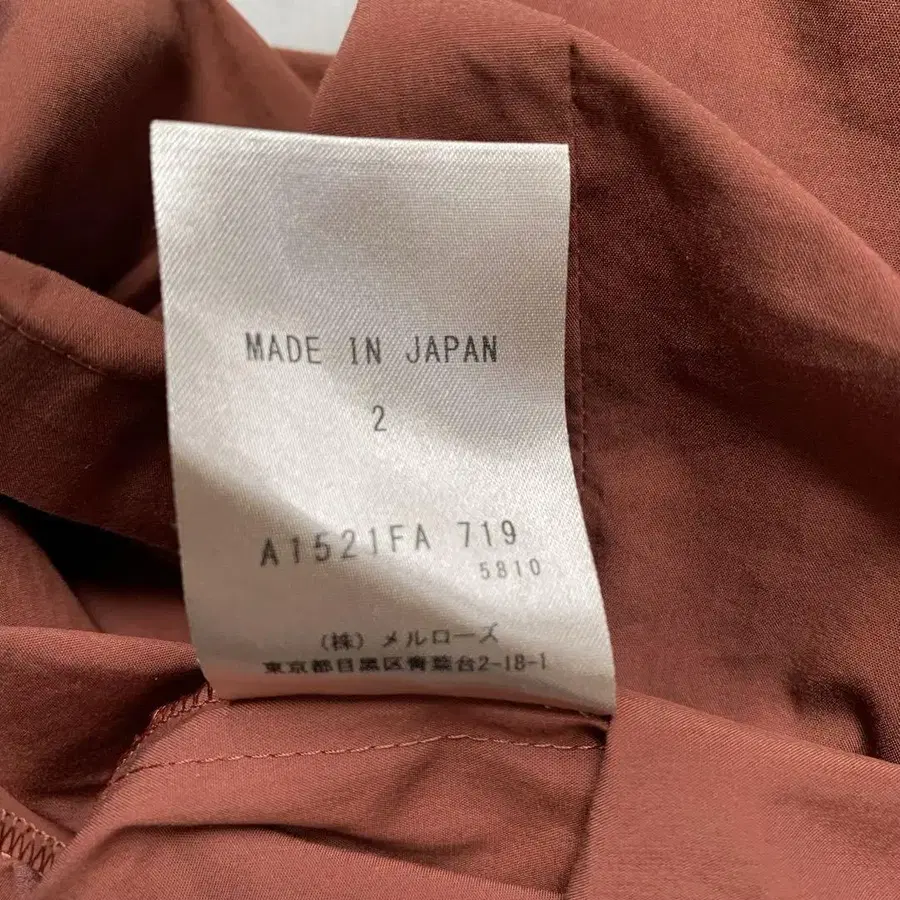 MADE IN JAPAN
2
A1521FA 719
5810
(株) メルローズ
東京都目黒区青葉台2-18-1